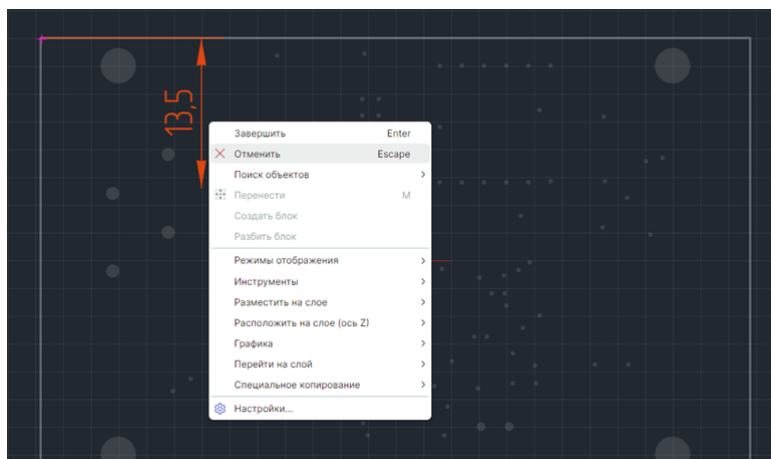 13,5
Завершить Enter
Отменить Escape
Поиск объектов
Перенести M
Создать блок
Разбить блок
Режимы отображения
Инструменты
Разместить на слое
Расположить на слое (ось Z)
Графика
Перейти на слой
Специальное копирование
Настройки...